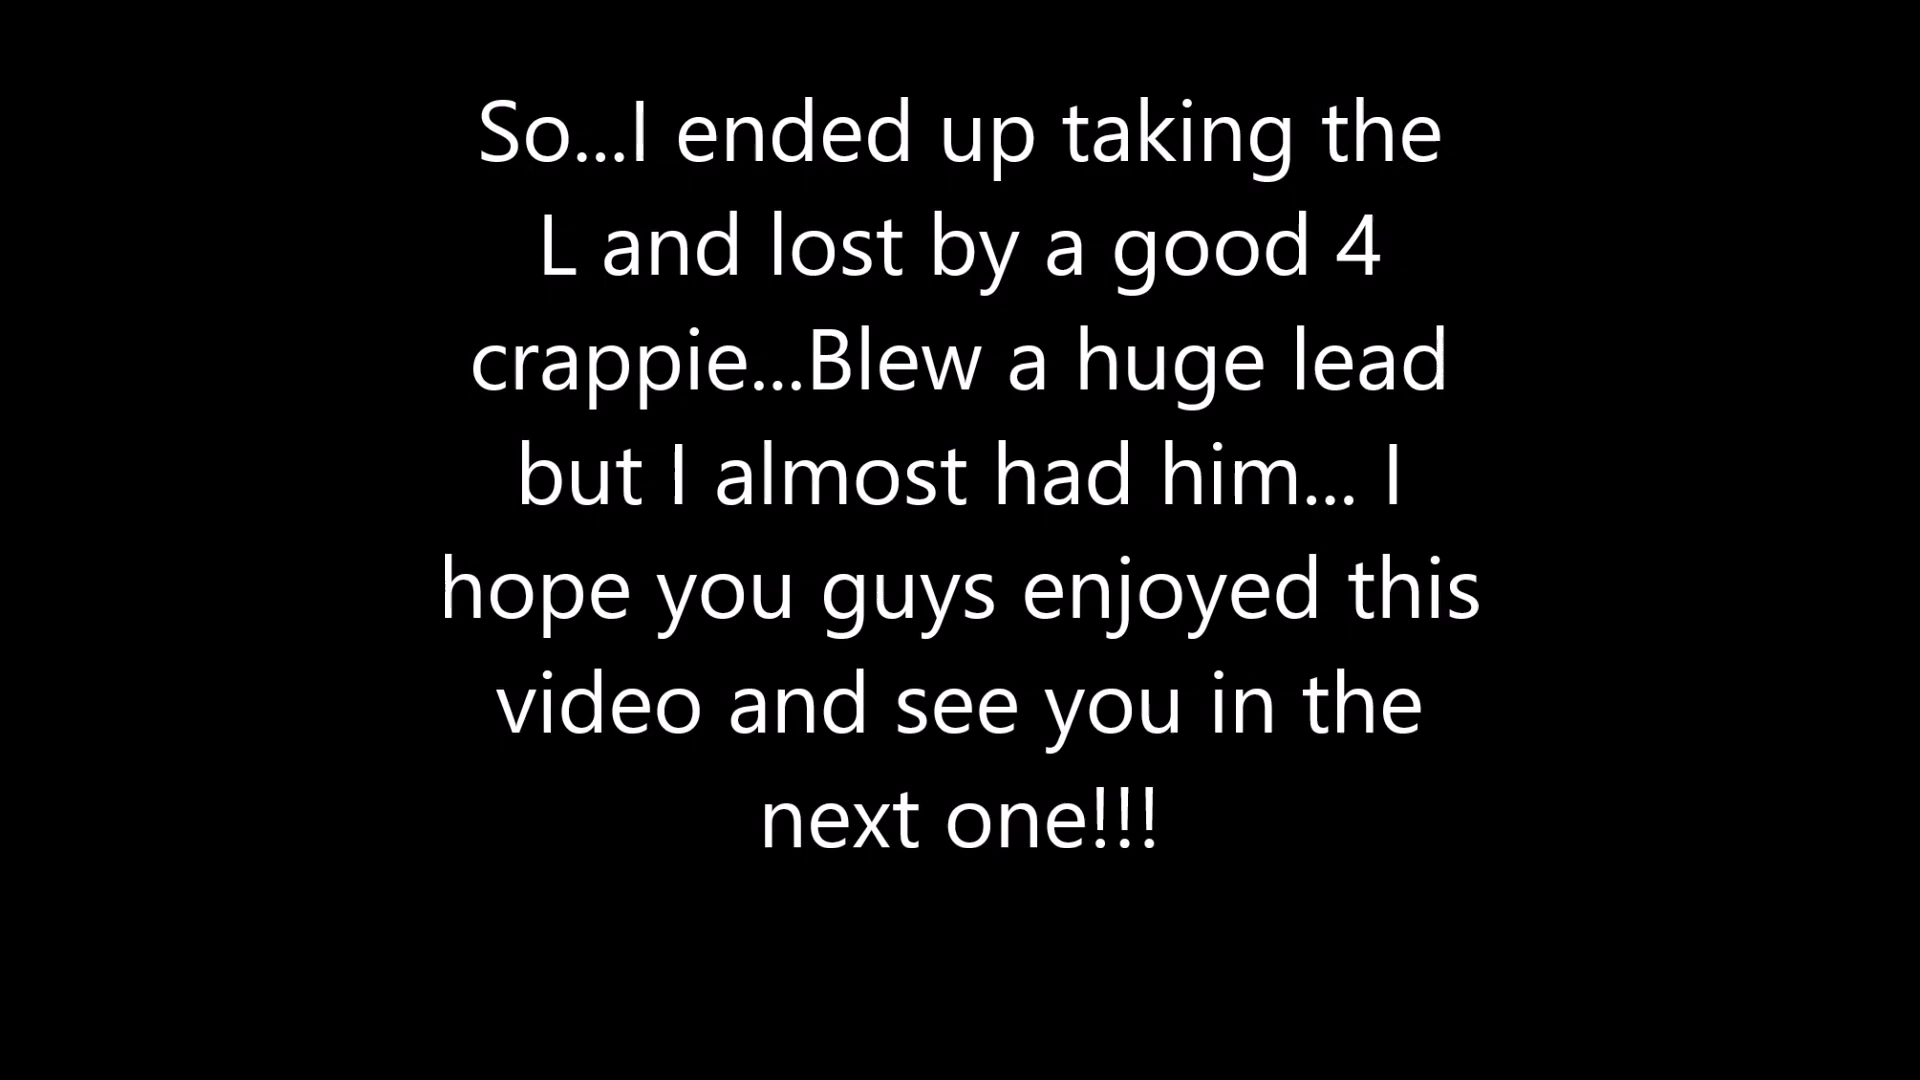 So...I ended up taking the
L and lost by a good 4
crappie...Blew a huge lead
but I almost had him... I
hope you guys enjoyed this
video and see you in the
next one!!!